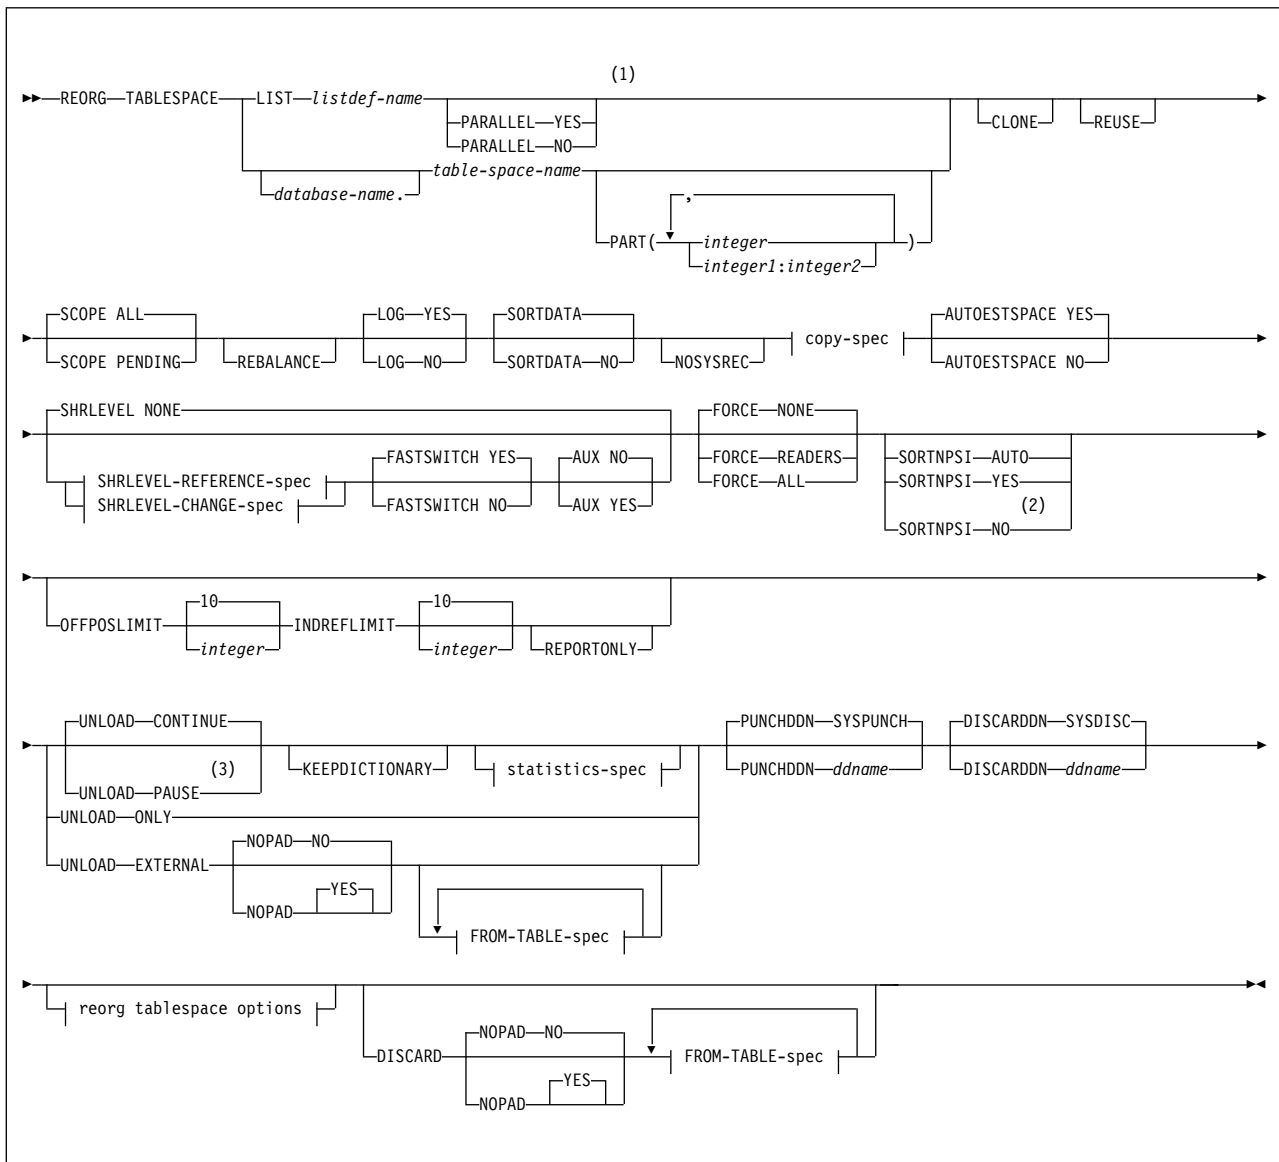 (1)
REORG TABLESPACE LIST listdef-name
PARALLEL YES
PARALLEL NO
CLONE REUSE
table-space-name
database-name.
,
PART( integer )
integer1:integer2
SCOPE ALL LOG YES SORTDATA AUTOESTSPACE YES
copy-spec
SCOPE PENDING REBALANCE LOG NO SORTDATA NO NOSYSREC AUTOESTSPACE NO
SHRLEVEL NONE FORCE NONE
FASTSWITCH YES AUX NO FORCE READERS SORTNPSI AUTO
SHRLEVEL-REFERENCE-spec FORCE ALL SORTNPSI YES
SHRLEVEL-CHANGE-spec FASTSWITCH NO AUX YES (2)
SORTNPSI NO
10 10
OFFPOSLIMIT INDREFLIMIT
integer integer REPORTONLY
UNLOAD CONTINUE PUNCHDDN SYSPUNCH DISCARDDN SYSDISC
(3) KEEPDICTIONARY statistics-spec PUNCHDDN ddname DISCARDDN ddname
UNLOAD PAUSE
UNLOAD ONLY
NOPAD NO
UNLOAD EXTERNAL
YES
NOPAD
FROM-TABLE-spec
reorg tablespace options
NOPAD NO
DISCARD FROM-TABLE-spec
YES
NOPAD